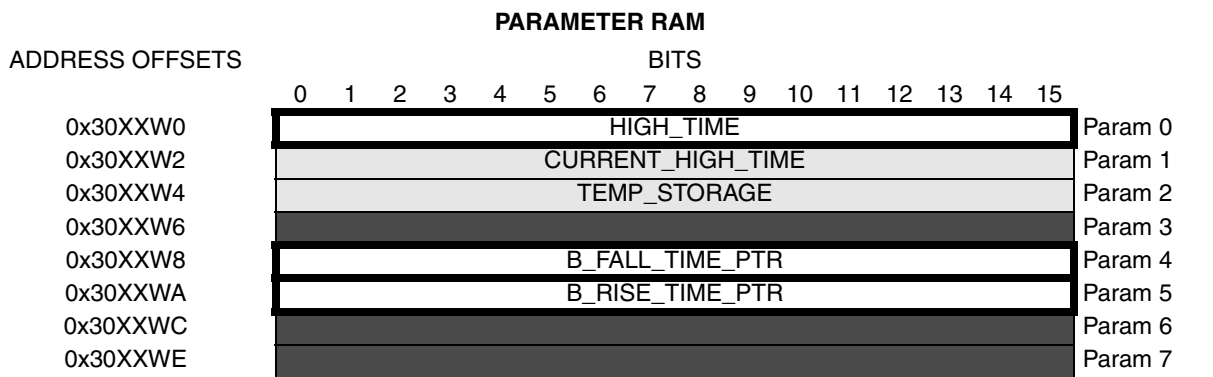 PARAMETER RAM
ADDRESS OFFSETS BITS
0 1 2 3 4 5 6 7 8 9 10 11 12 13 14 15
0x30XXW0 HIGH_TIME Param 0
0x30XXW2 CURRENT_HIGH_TIME Param 1
0x30XXW4 TEMP_STORAGE Param 2
0x30XXW6 Param 3
0x30XXW8 B_FALL_TIME_PTR Param 4
0x30XXWA B_RISE_TIME_PTR Param 5
0x30XXWC Param 6
0x30XXWE Param 7